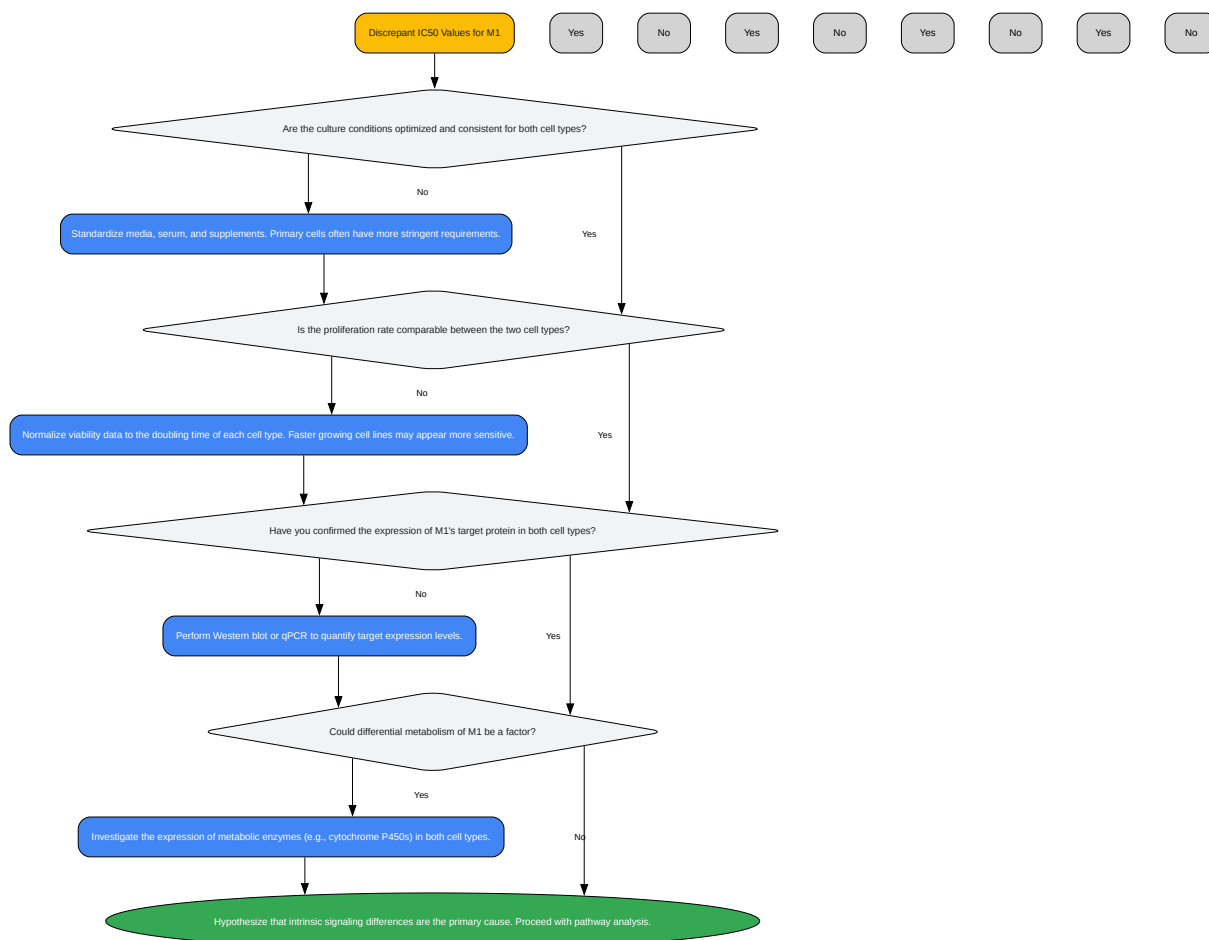 Discrepant IC50 Values for M1
Yes
No
Yes
No
Yes
No
Yes
No
Are the culture conditions optimized and consistent for both cell types?
No
Standardize media, serum, and supplements. Primary cells often have more stringent requirements.
Yes
Is the proliferation rate comparable between the two cell types?
No
Normalize viability data to the doubling time of each cell type. Faster growing cell lines may appear more sensitive.
Yes
Have you confirmed the expression of M1's target protein in both cell types?
No
Perform Western blot or qPCR to quantify target expression levels.
Yes
Could differential metabolism of M1 be a factor?
Yes
Investigate the expression of metabolic enzymes (e.g., cytochrome P450s) in both cell types.
No
Hypothesize that intrinsic signaling differences are the primary cause. Proceed with pathway analysis.